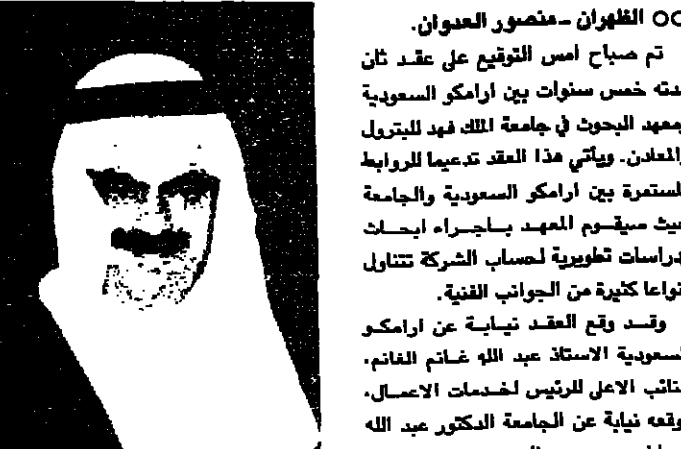 ○○ الظهران ـ منصور العدوان.
تم صباح امس التوقيع على عقد ثان
مدته خمس سنوات بين ارامكو السعودية
ومعهد البحوث في جامعة الملك فهد للبترول
والمعادن. ويأتي هذا العقد تدعيما للروابط
المستمرة بين ارامكو السعودية والجامعة
حيث سيقوم المعهد باجراء ابحاث
ودراسات تطويرية لحساب الشركة تتناول
انواعا كثيرة من الجوانب الفنية.
وقد وقع العقد نيابة عن ارامكو
السعودية الاستاذ عبد الله غانم الغانم.
النائب الاعلى للرئيس لخدمات الاعمال.
ووقعه نيابة عن الجامعة الدكتور عبد الله